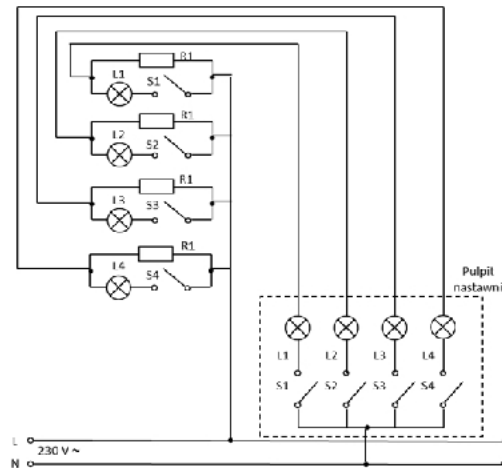 R1
L1
S1
R1
L2
S2
R1
L3
S3
R1
L4
S4
Pulpit
nastawni
L1 L2 L3 L4
S1 S2 S3 S4
L
230 V ~
N